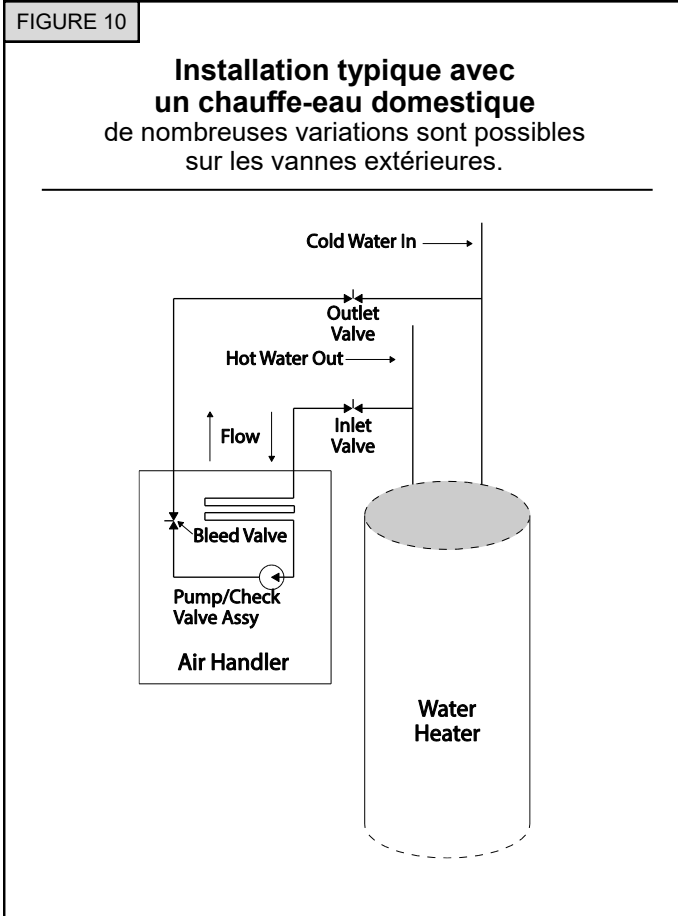 FIGURE 10
Installation typique avec
un chauffe-eau domestique
de nombreuses variations sont possibles
sur les vannes extérieures.
Cold Water In
Outlet
Valve
Hot Water Out
Inlet
Valve
Flow
Bleed Valve
Pump/Check
Valve Assy
Air Handler
Water
Heater